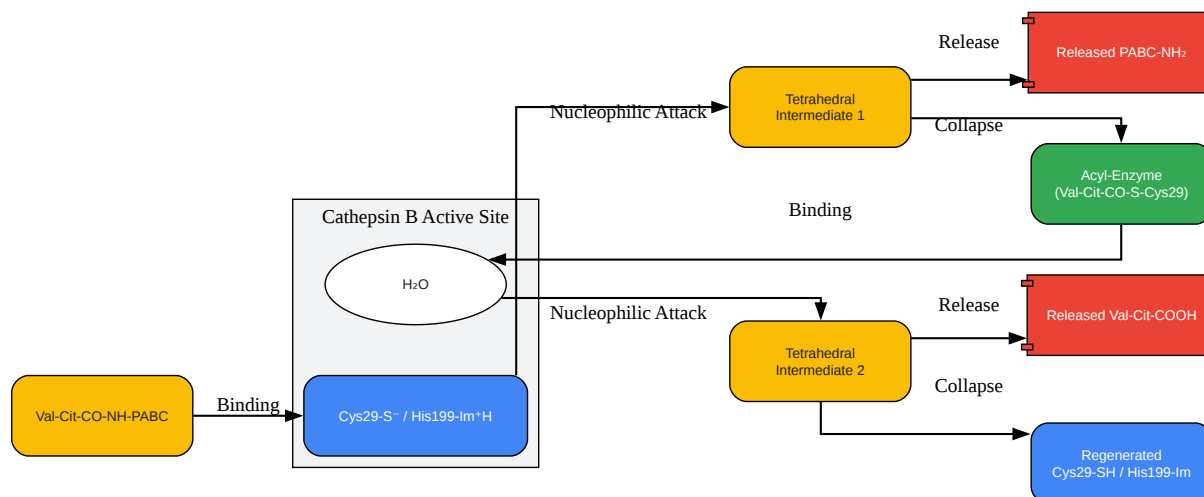 Release
Released PABC-NH₂
Tetrahedral
Intermediate 1
Nucleophilic Attack
Collapse
Acyl-Enzyme
(Val-Cit-CO-S-Cys29)
Cathepsin B Active Site
Binding
H₂O
Nucleophilic Attack
Release
Released Val-Cit-COOH
Tetrahedral
Intermediate 2
Collapse
Val-Cit-CO-NH-PABC
Binding
Cys29-S⁻ / His199-Im⁺H
Regenerated
Cys29-SH / His199-Im